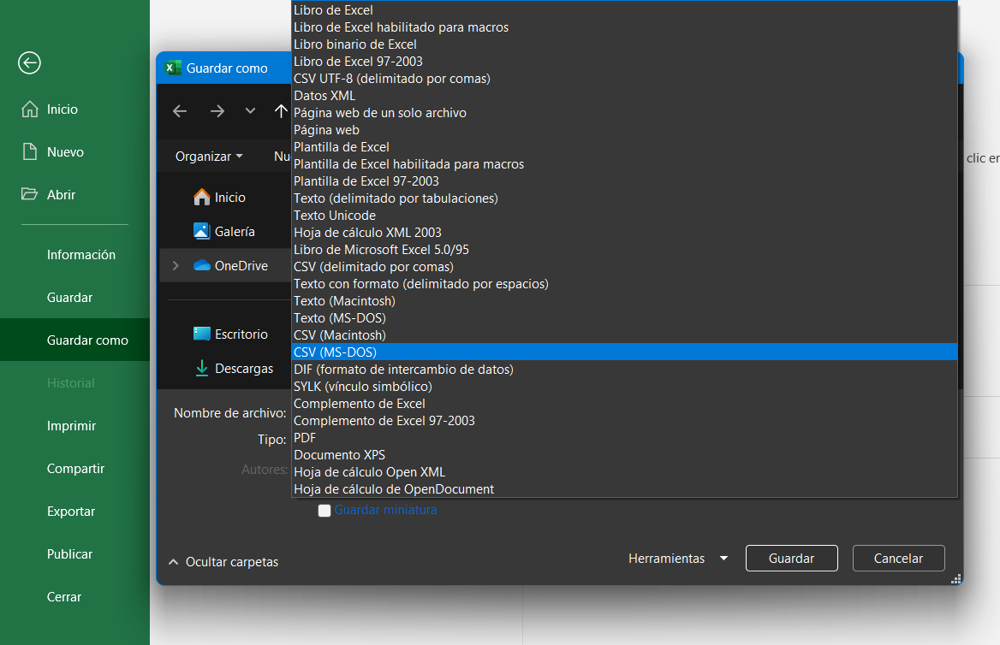 Inicio
Nuevo
Abrir
Información
Guardar
Guardar como
Historial
Imprimir
Compartir
Exportar
Publicar
Cerrar
Guardar como
Organizar
Inicio
Galería
OneDrive
Escritorio
Descargas
Nombre de archivo:
Tipo:
Autores:
Libro de Excel
Libro de Excel habilitado para macros
Libro binario de Excel
Libro de Excel 97-2003
CSV UTF-8 (delimitado por comas)
Datos XML
Página web de un solo archivo
Página web
Plantilla de Excel
Plantilla de Excel habilitada para macros
Plantilla de Excel 97-2003
Texto (delimitado por tabulaciones)
Texto Unicode
Hoja de cálculo XML 2003
Libro de Microsoft Excel 5.0/95
CSV (delimitado por comas)
Texto con formato (delimitado por espacios)
Texto (Macintosh)
Texto (MS-DOS)
CSV (Macintosh)
CSV (MS-DOS)
DIF (formato de intercambio de datos)
SYLK (vínculo simbólico)
Complemento de Excel
Complemento de Excel 97-2003
PDF
Documento XPS
Hoja de cálculo Open XML
Hoja de cálculo de OpenDocument
Guardar miniatura
Ocultar carpetas
Herramientas
Guardar
Cancelar
clic